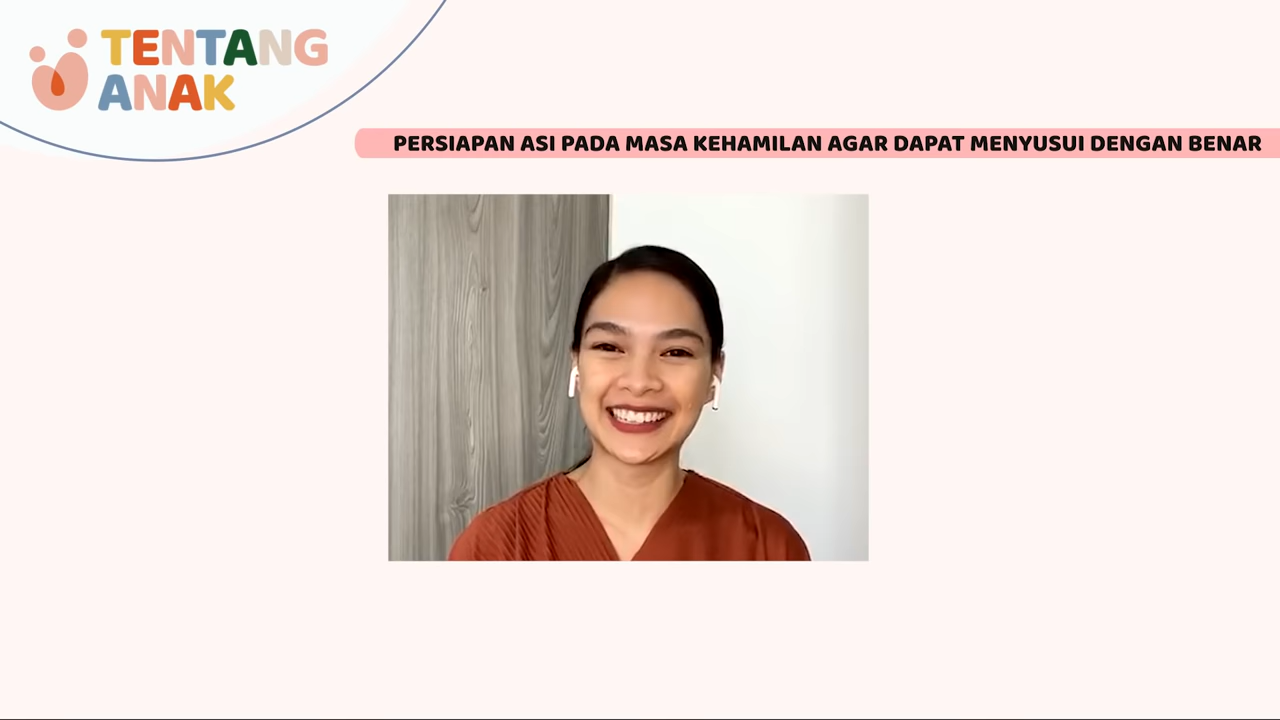 TENTANG
ANAK
PERSIAPAN ASI PADA MASA KEHAMILAN AGAR DAPAT MENYUSUI DENGAN BENAR